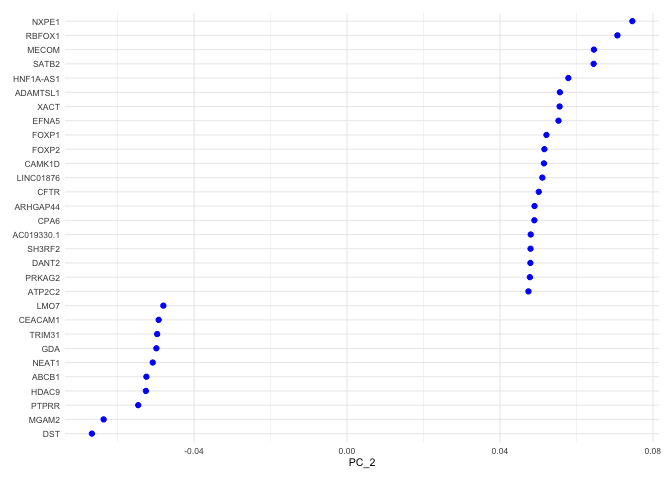 NXPE1
RBFOX1
MECOM
SATB2
HNF1A-AS1
ADAMTSL1
XACT
EFNA5
FOXP1
FOXP2
CAMK1D
LINC01876
CFTR
ARHGAP44
CPA6
AC019330.1
SH3RF2
DANT2
PRKAG2
ATP2C2
LMO7
CEACAM1
TRIM31
GDA
NEAT1
ABCB1
HDAC9
PTPRR
MGAM2
DST
-0.04 0.00 0.04 0.08
PC_2